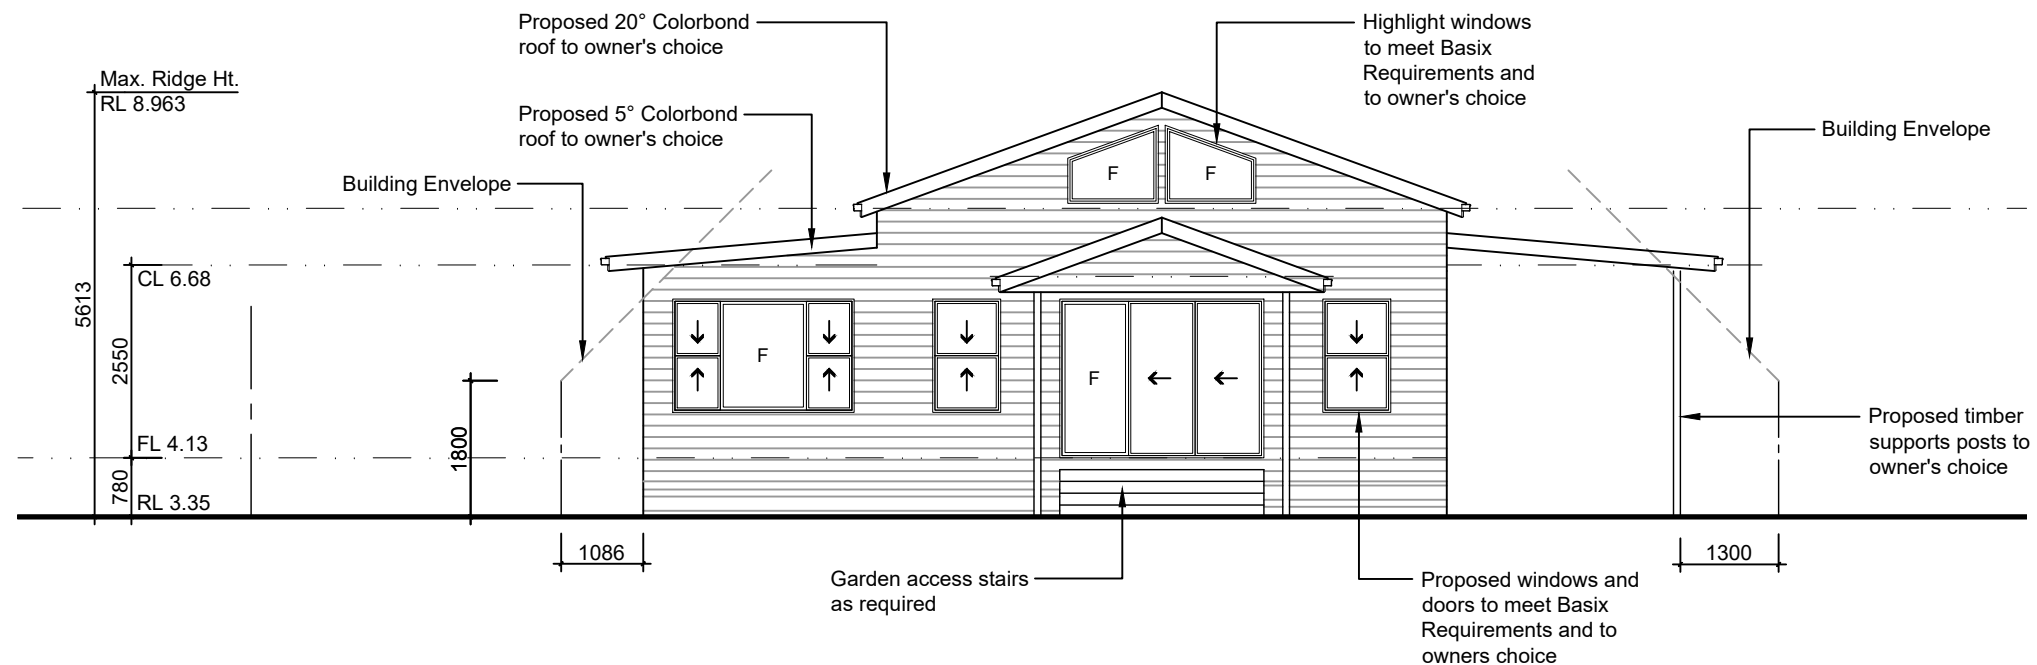 Proposed 20° Colorbond
roof to owner's choice
Highlight windows
to meet Basix
Requirements and
to owner's choice
Max. Ridge Ht.
RL 8.963
Proposed 5° Colorbond
roof to owner's choice
Building Envelope
Building Envelope
F
F
CL 6.68
5613
2550
F
F
1800
FL 4.13
780
RL 3.35
Proposed timber
supports posts to
owner's choice
1086
1300
Garden access stairs
as required
Proposed windows and
doors to meet Basix
Requirements and to
owners choice